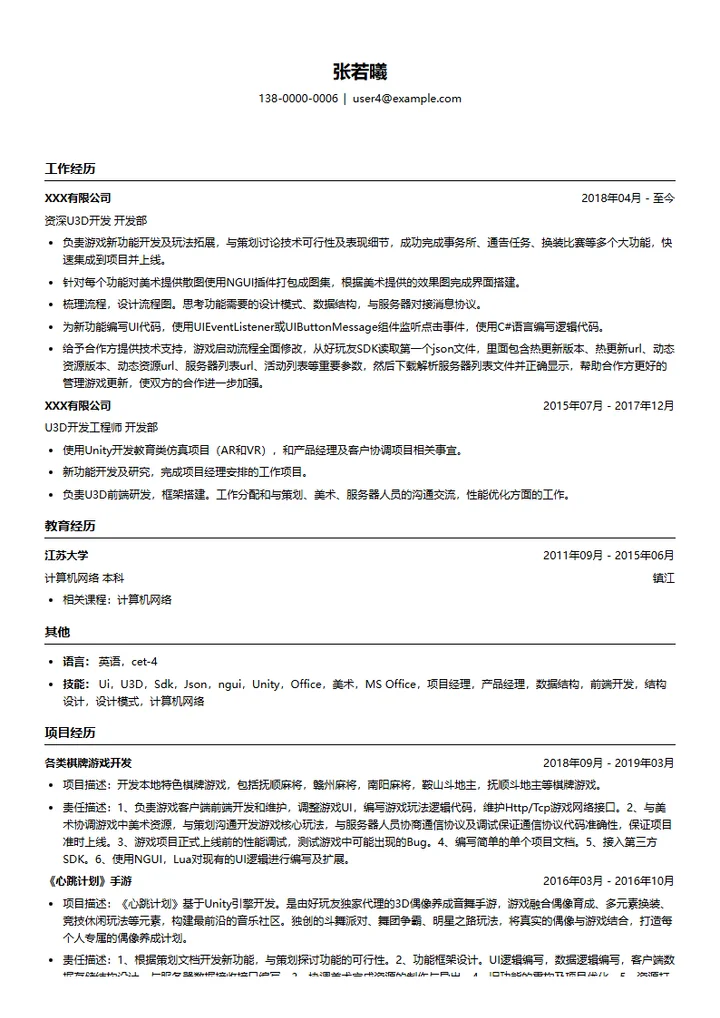 张若曦
138-0000-0006 | user4@example.com
工作经历
XXX有限公司 2018年04月 - 至今
资深U3D开发 开发部
• 负责游戏新功能开发及玩法拓展，与策划讨论技术可行性及表现细节，成功完成事务所、通告任务、换装比赛等多个大功能，快
速集成到项目并上线。
• 针对每个功能对美术提供散图使用NGUI插件打包成图集，根据美术提供的效果图完成界面搭建。
• 梳理流程，设计流程图。思考功能需要的设计模式、数据结构，与服务器对接消息协议。
• 为新功能编写UI代码，使用UIEventListener或UIButtonMessage组件监听点击事件，使用C#语言编写逻辑代码。
• 给予合作方提供技术支持，游戏启动流程全面修改，从好玩友SDK读取第一个json文件，里面包含热更新版本、热更新url、动态
资源版本、动态资源url、服务器列表url、活动列表等重要参数，然后下载解析服务器列表文件并正确显示，帮助合作方更好的
管理游戏更新，使双方的合作进一步加强。
XXX有限公司 2015年07月 - 2017年12月
U3D开发工程师 开发部
• 使用Unity开发教育类仿真项目（AR和VR），和产品经理及客户协调项目相关事宜。
• 新功能开发及研究，完成项目经理安排的工作项目。
• 负责U3D前端研发，框架搭建。工作分配和与策划、美术、服务器人员的沟通交流，性能优化方面的工作。
教育经历
江苏大学 2011年09月 - 2015年06月
计算机网络 本科 镇江
• 相关课程：计算机网络
其他
• 语言： 英语，cet-4
• 技能： Ui，U3D，Sdk，Json，ngui，Unity，Office，美术，MS Office，项目经理，产品经理，数据结构，前端开发，结构
设计，设计模式，计算机网络
项目经历
各类棋牌游戏开发 2018年09月 - 2019年03月
• 项目描述：开发本地特色棋牌游戏，包括抚顺麻将，赣州麻将，南阳麻将，鞍山斗地主，抚顺斗地主等棋牌游戏。
• 责任描述：1、负责游戏客户端前端开发和维护，调整游戏UI，编写游戏玩法逻辑代码，维护Http/Tcp游戏网络接口。2、与美
术协调游戏中美术资源，与策划沟通开发游戏核心玩法，与服务器人员协商通信协议及调试保证通信协议代码准确性，保证项目
准时上线。3、游戏项目正式上线前的性能调试，测试游戏中可能出现的Bug。4、编写简单的单个项目文档。5、接入第三方
SDK。6、使用NGUI，Lua对现有的UI逻辑进行编写及扩展。
《心跳计划》手游 2016年03月 - 2016年10月
• 项目描述：《心跳计划》基于Unity引擎开发。是由好玩友独家代理的3D偶像养成音舞手游，游戏融合偶像育成、多元素换装、
竞技休闲玩法等元素，构建最前沿的音乐社区。独创的斗舞派对、舞团争霸、明星之路玩法，将真实的偶像与游戏结合，打造每
个人专属的偶像养成计划。
• 责任描述：1、根据策划文档开发新功能，与策划探讨功能的可行性。2、功能框架设计。UI逻辑编写，数据逻辑编写，客户端数